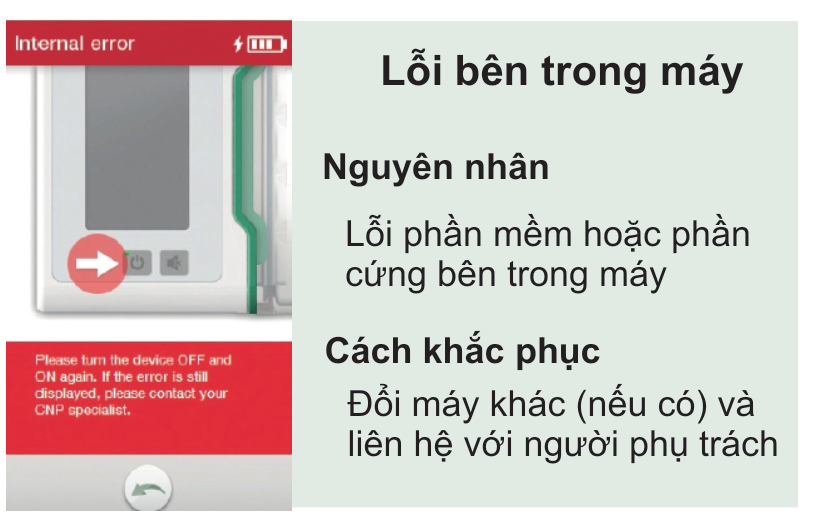 Internal error
Please turn the device OFF and
ON again. If the error is still
displayed, please contact your
CNP specialist.
Lỗi bên trong máy
Nguyên nhân
Lỗi phần mềm hoặc phần
cứng bên trong máy
Cách khắc phục
Đổi máy khác (nếu có) và
liên hệ với người phụ trách